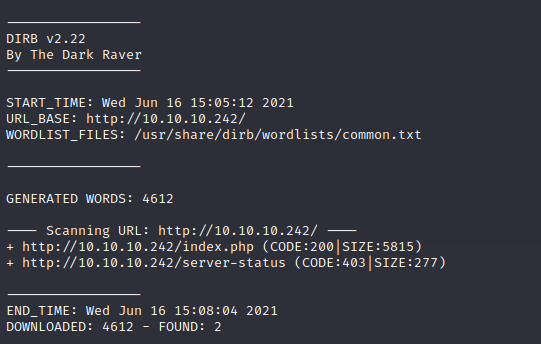 -----------------
DIRB v2.22
By The Dark Raver
-----------------
START_TIME: Wed Jun 16 15:05:12 2021
URL_BASE: http://10.10.10.242/
WORDLIST_FILES: /usr/share/dirb/wordlists/common.txt
-----------------
GENERATED WORDS: 4612
---- Scanning URL: http://10.10.10.242/ ----
+ http://10.10.10.242/index.php (CODE:200|SIZE:5815)
+ http://10.10.10.242/server-status (CODE:403|SIZE:277)
-----------------
END_TIME: Wed Jun 16 15:08:04 2021
DOWNLOADED: 4612 - FOUND: 2